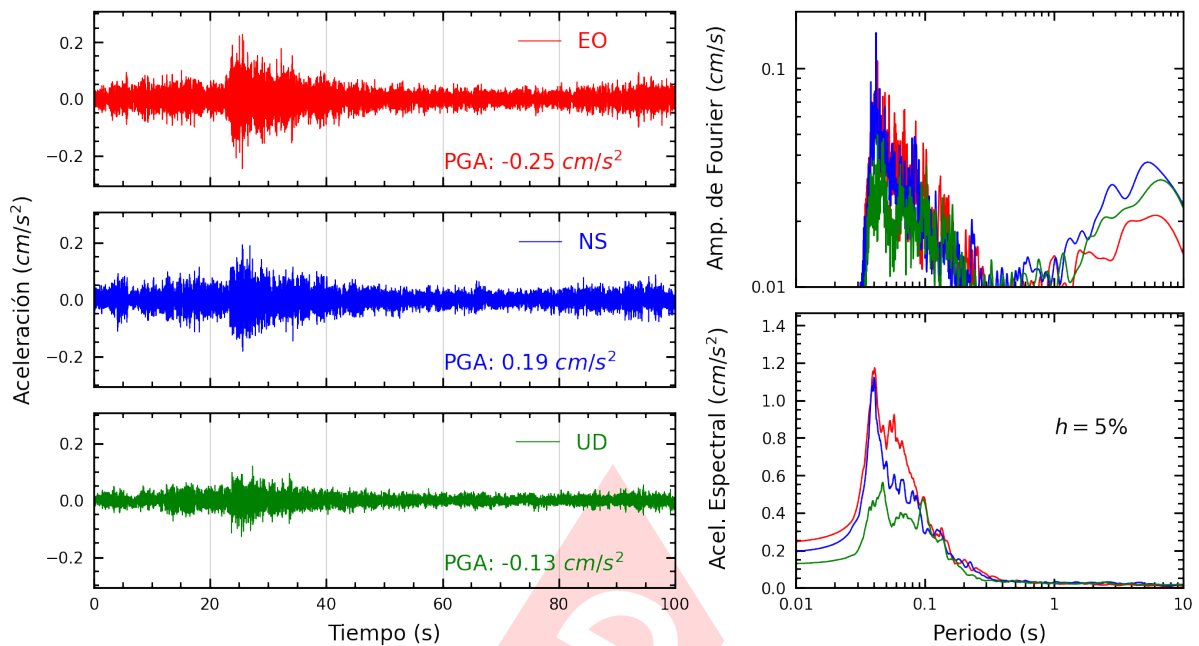 Aceleración (cm/s²)
0.2
0.0
−0.2
EO
PGA: -0.25 cm/s²
0.2
0.0
−0.2
NS
PGA: 0.19 cm/s²
0.2
0.0
−0.2
UD
PGA: -0.13 cm/s²
0
20
40
60
80
100
Tiempo (s)
Amp. de Fourier (cm/s)
0.1
0.01
Acel. Espectral (cm/s²)
1.4
1.2
1.0
0.8
0.6
0.4
0.2
0.0
h = 5%
0.01
0.1
1
10
Periodo (s)